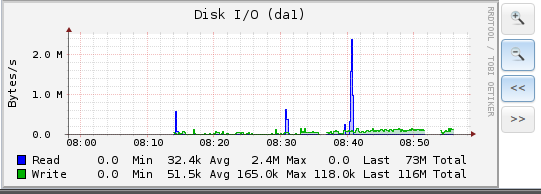 Disk I/O (da1)
RRDTOOL / TOBI OETIKER
Bytes/s
2.0 M
1.0 M
0.0
08:00 08:10 08:20 08:30 08:40 08:50
Read 0.0 Min 32.4k Avg 2.4M Max 0.0 Last 73M Total
Write 0.0 Min 51.5k Avg 165.0k Max 118.0k Last 116M Total
<<
>>